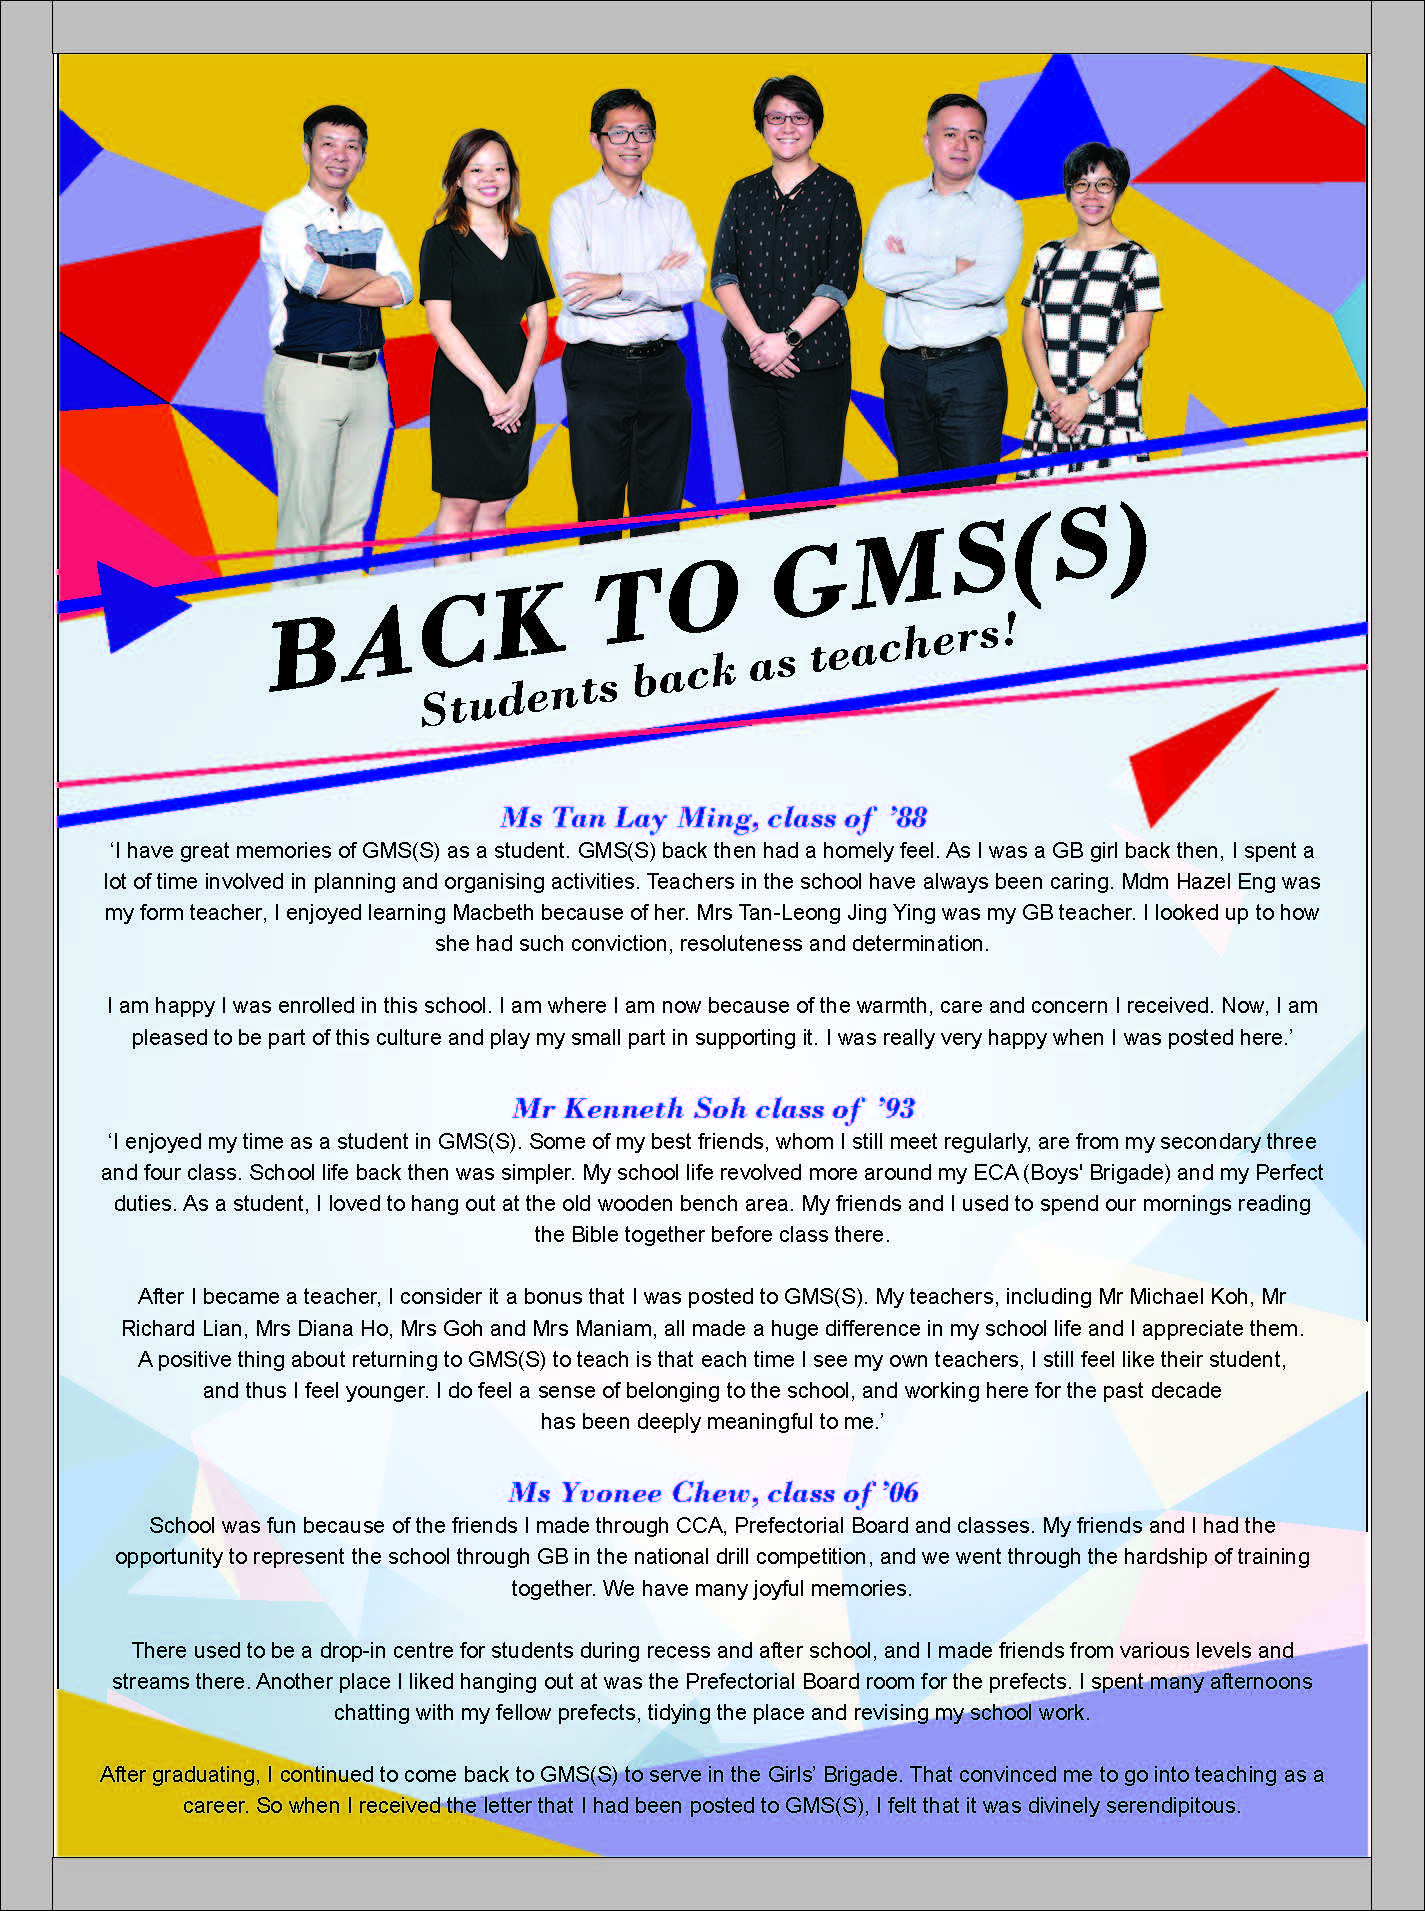 BACK TO GMS(S)
Students back as teachers!
Ms Tan Lay Ming, class of ’88
‘I have great memories of GMS(S) as a student. GMS(S) back then had a homely feel. As I was a GB girl back then, I spent a
lot of time involved in planning and organising activities. Teachers in the school have always been caring. Mdm Hazel Eng was
my form teacher, I enjoyed learning Macbeth because of her. Mrs Tan-Leong Jing Ying was my GB teacher. I looked up to how
she had such conviction, resoluteness and determination.
I am happy I was enrolled in this school. I am where I am now because of the warmth, care and concern I received. Now, I am
pleased to be part of this culture and play my small part in supporting it. I was really very happy when I was posted here.’
Mr Kenneth Soh class of ’93
‘I enjoyed my time as a student in GMS(S). Some of my best friends, whom I still meet regularly, are from my secondary three
and four class. School life back then was simpler. My school life revolved more around my ECA (Boys' Brigade) and my Perfect
duties. As a student, I loved to hang out at the old wooden bench area. My friends and I used to spend our mornings reading
the Bible together before class there.
After I became a teacher, I consider it a bonus that I was posted to GMS(S). My teachers, including Mr Michael Koh, Mr
Richard Lian, Mrs Diana Ho, Mrs Goh and Mrs Maniam, all made a huge difference in my school life and I appreciate them.
A positive thing about returning to GMS(S) to teach is that each time I see my own teachers, I still feel like their student,
and thus I feel younger. I do feel a sense of belonging to the school, and working here for the past decade
has been deeply meaningful to me.’
Ms Yvonee Chew, class of ’06
School was fun because of the friends I made through CCA, Prefectorial Board and classes. My friends and I had the
opportunity to represent the school through GB in the national drill competition, and we went through the hardship of training
together. We have many joyful memories.
There used to be a drop-in centre for students during recess and after school, and I made friends from various levels and
streams there. Another place I liked hanging out at was the Prefectorial Board room for the prefects. I spent many afternoons
chatting with my fellow prefects, tidying the place and revising my school work.
After graduating, I continued to come back to GMS(S) to serve in the Girls’ Brigade. That convinced me to go into teaching as a
career. So when I received the letter that I had been posted to GMS(S), I felt that it was divinely serendipitous.